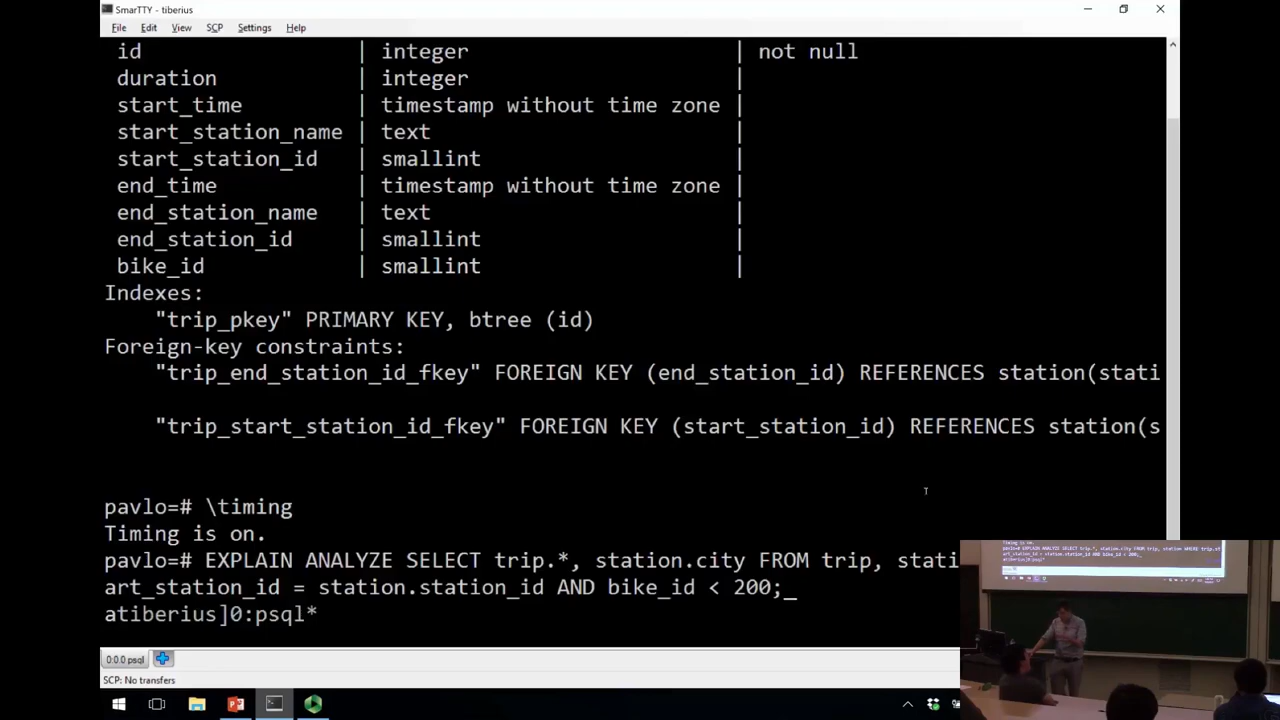 SmarTTY - tiberius
File Edit View SCP Settings Help
id | integer | not null
duration | integer |
start_time | timestamp without time zone |
start_station_name | text |
start_station_id | smallint |
end_time | timestamp without time zone |
end_station_name | text |
end_station_id | smallint |
bike_id | smallint |
Indexes:
"trip_pkey" PRIMARY KEY, btree (id)
Foreign-key constraints:
"trip_end_station_id_fkey" FOREIGN KEY (end_station_id) REFERENCES station(stati
"trip_start_station_id_fkey" FOREIGN KEY (start_station_id) REFERENCES station(s
pavlo=# \timing
Timing is on.
pavlo=# EXPLAIN ANALYZE SELECT trip.*, station.city FROM trip, stati
art_station_id = station.station_id AND bike_id < 200;_
atiberius]0:psql*
0:0.0 psql
SCP: No transfers